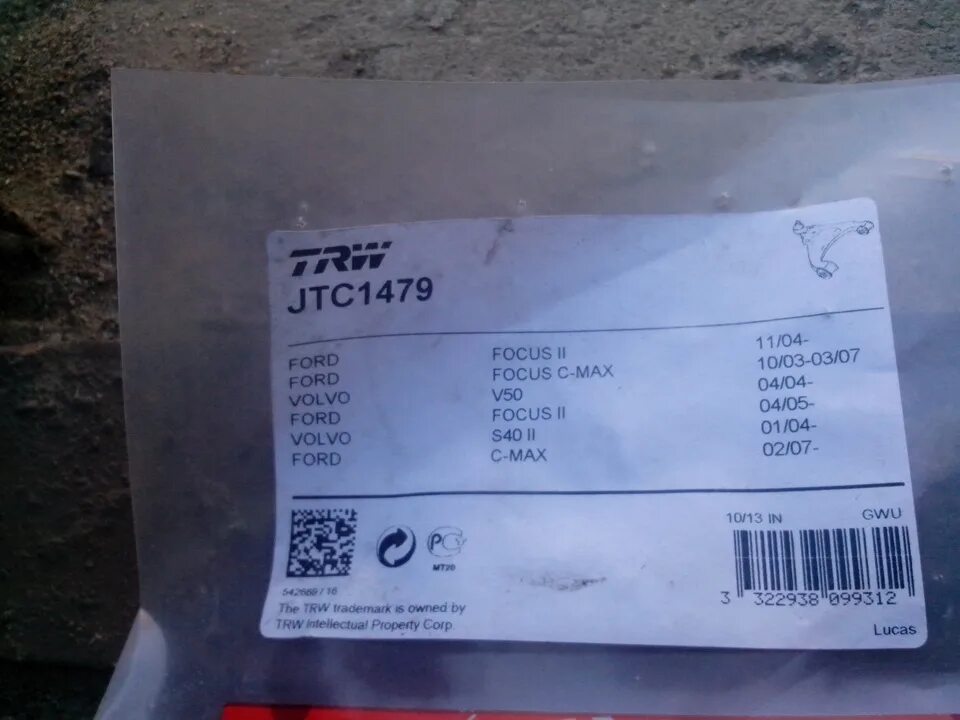 TRW
JTC1479
FORD FOCUS II 11/04-
FORD FOCUS C-MAX 10/03-03/07
VOLVO V50 04/04-
FORD FOCUS II 04/05-
VOLVO S40 II 01/04-
FORD C-MAX 02/07-
10/13 IN GWU
PC
MT20
542669/16
3 322938 099312
The TRW trademark is owned by
TRW Intellectual Property Corp.
Lucas